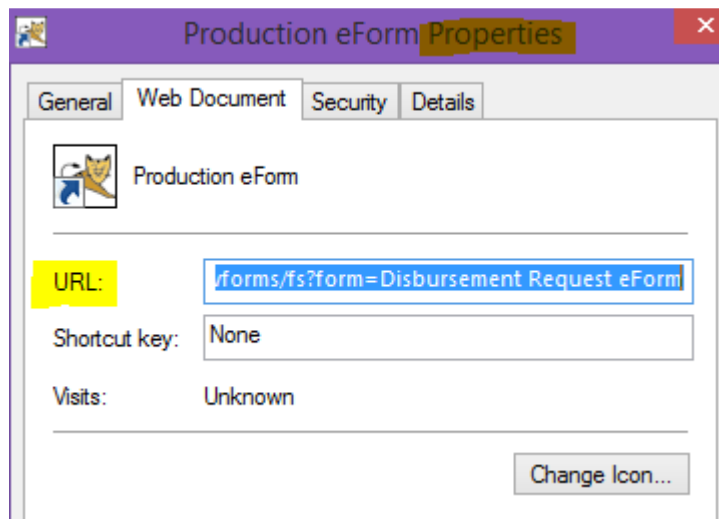 Production eForm Properties
General Web Document Security Details
Production eForm
URL: forms/fs?form=Disbursement Request eForm
Shortcut key: None
Visits: Unknown
Change Icon...